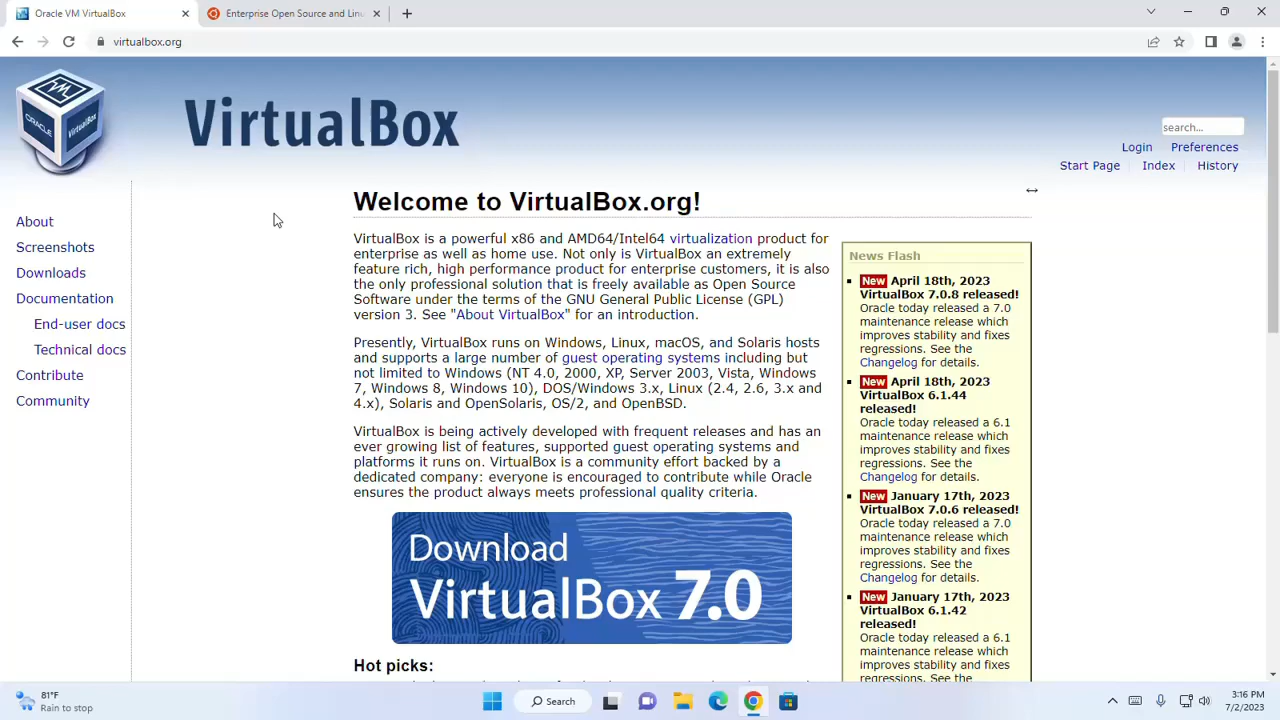 Oracle VM VirtualBox
Enterprise Open Source and Linu
virtualbox.org
VM
ORACLE
VirtualBox
VirtualBox
search...
Login
Preferences
Start Page
Index
History
About
Screenshots
Downloads
Documentation
End-user docs
Technical docs
Contribute
Community
Welcome to VirtualBox.org!
VirtualBox is a powerful x86 and AMD64/Intel64 virtualization product for
enterprise as well as home use. Not only is VirtualBox an extremely
feature rich, high performance product for enterprise customers, it is also
the only professional solution that is freely available as Open Source
Software under the terms of the GNU General Public License (GPL)
version 3. See "About VirtualBox" for an introduction.
Presently, VirtualBox runs on Windows, Linux, macOS, and Solaris hosts
and supports a large number of guest operating systems including but
not limited to Windows (NT 4.0, 2000, XP, Server 2003, Vista, Windows
7, Windows 8, Windows 10), DOS/Windows 3.x, Linux (2.4, 2.6, 3.x and
4.x), Solaris and OpenSolaris, OS/2, and OpenBSD.
VirtualBox is being actively developed with frequent releases and has an
ever growing list of features, supported guest operating systems and
platforms it runs on. VirtualBox is a community effort backed by a
dedicated company: everyone is encouraged to contribute while Oracle
ensures the product always meets professional quality criteria.
Download
VirtualBox 7.0
Hot picks:
News Flash
New April 18th, 2023
VirtualBox 7.0.8 released!
Oracle today released a 7.0
maintenance release which
improves stability and fixes
regressions. See the
Changelog for details.
New April 18th, 2023
VirtualBox 6.1.44
released!
Oracle today released a 6.1
maintenance release which
improves stability and fixes
regressions. See the
Changelog for details.
New January 17th, 2023
VirtualBox 7.0.6 released!
Oracle today released a 7.0
maintenance release which
improves stability and fixes
regressions. See the
Changelog for details.
New January 17th, 2023
VirtualBox 6.1.42
released!
Oracle today released a 6.1
maintenance release which
improves stability and fixes
regressions. See the
81°F
Rain to stop
Search
3:16 PM
7/2/2023